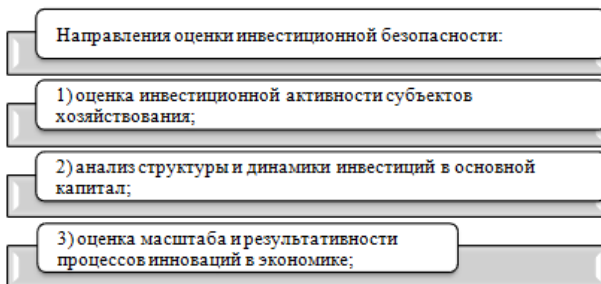 Направления оценки инвестиционной безопасности:
1) оценка инвестиционной активности субъектов
хозяйствования;
2) анализ структуры и динамики инвестиций в основной
капитал;
3) оценка масштаба и результативности
процессов инноваций в экономике;